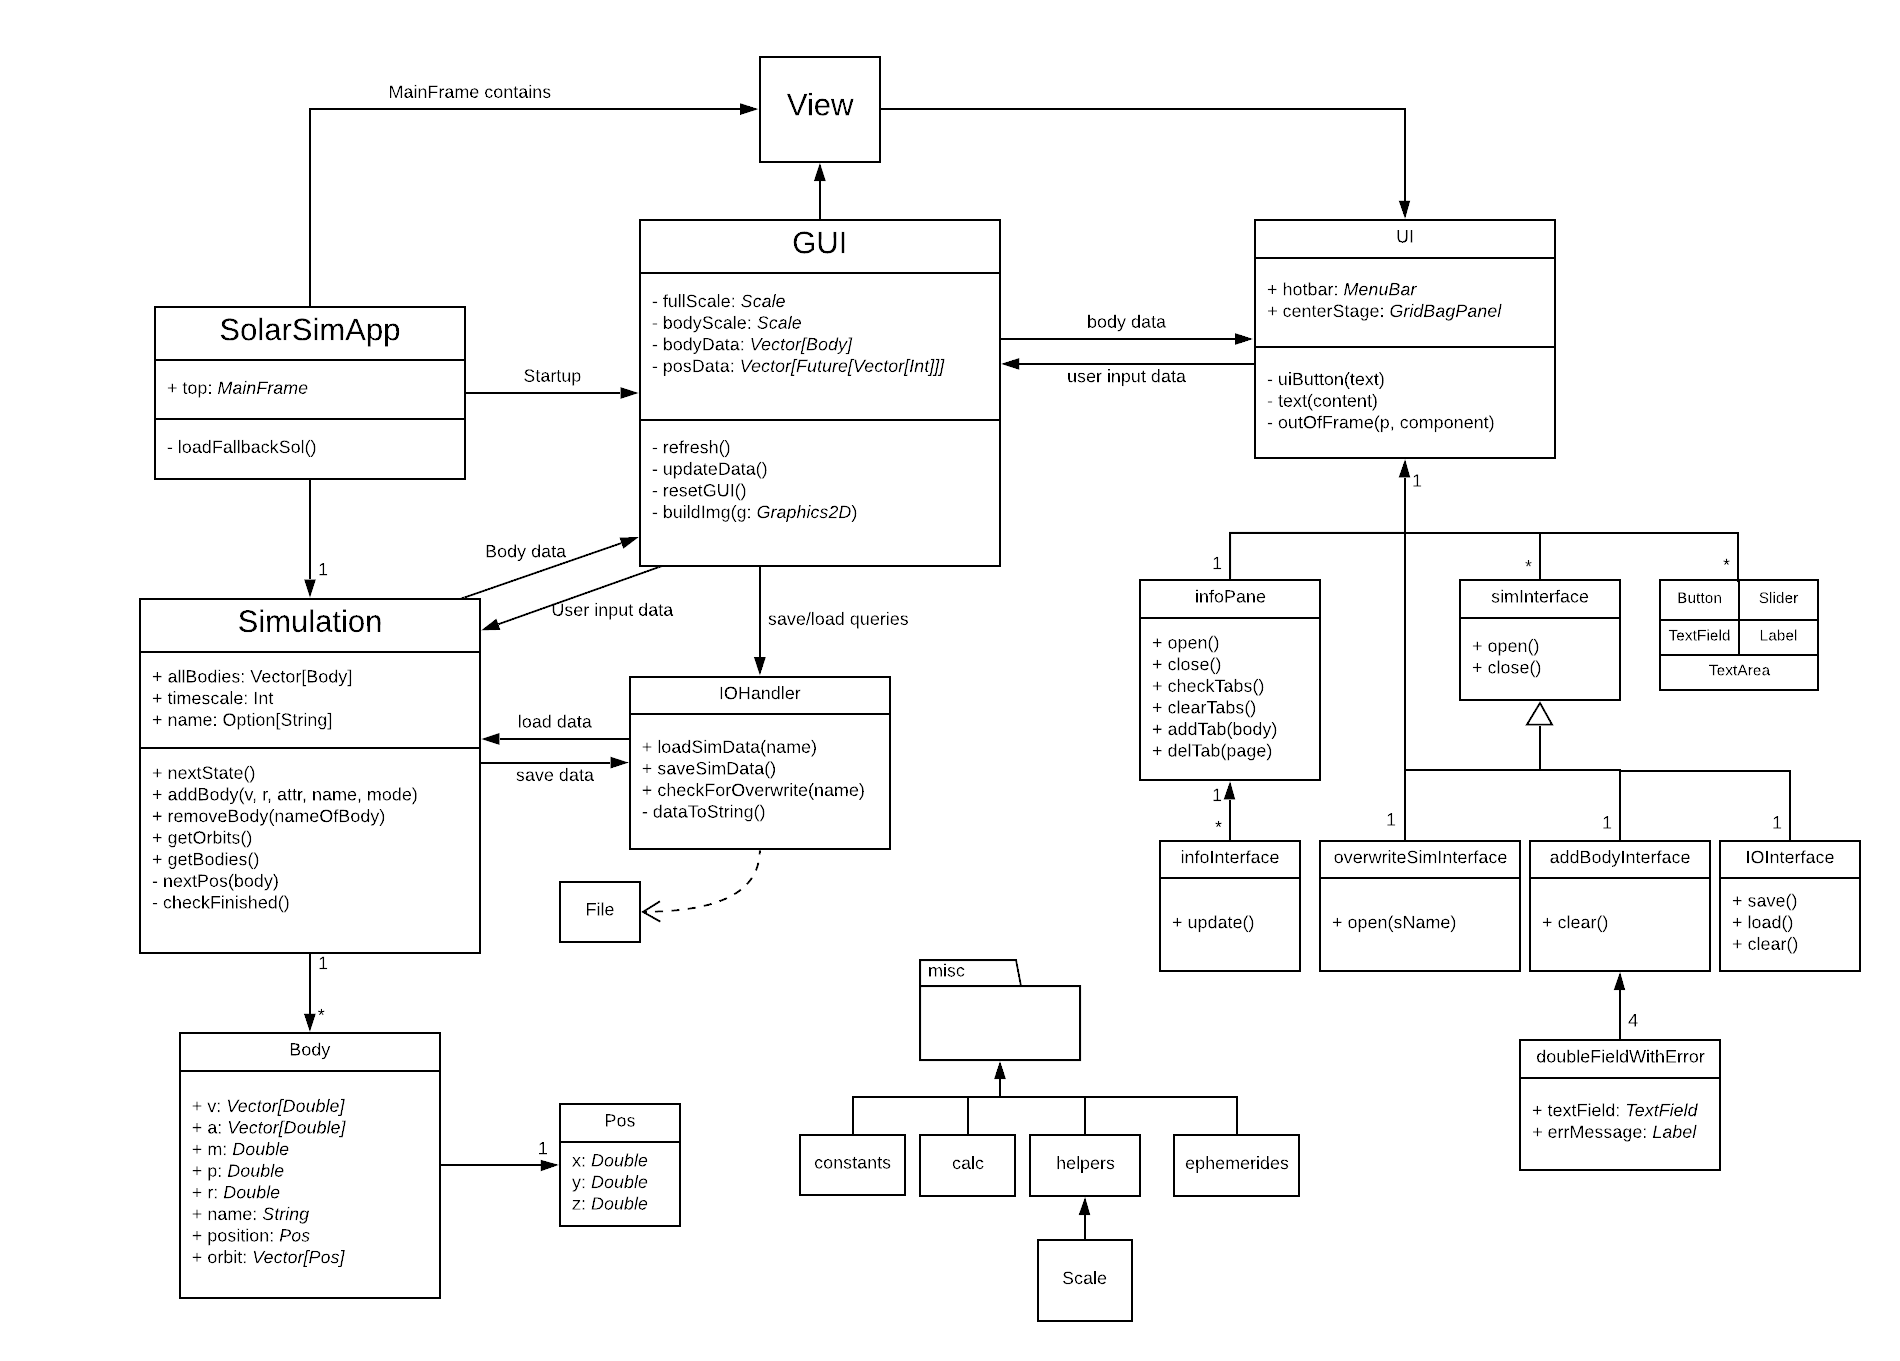 MainFrame contains
View
SolarSimApp
+ top: MainFrame
- loadFallbackSol()
Startup
GUI
- fullScale: Scale
- bodyScale: Scale
- bodyData: Vector[Body]
- posData: Vector[Future[Vector[Int]]]
- refresh()
- updateData()
- resetGUI()
- buildImg(g: Graphics2D)
body data
user input data
UI
+ hotbar: MenuBar
+ centerStage: GridBagPanel
- uiButton(text)
- text(content)
- outOfFrame(p, component)
1
1
Body data
User input data
save/load queries
Simulation
+ allBodies: Vector[Body]
+ timescale: Int
+ name: Option[String]
+ nextState()
+ addBody(v, r, attr, name, mode)
+ removeBody(nameOfBody)
+ getOrbits()
+ getBodies()
- nextPos(body)
- checkFinished()
load data
save data
IOHandler
+ loadSimData(name)
+ saveSimData()
+ checkForOverwrite(name)
- dataToString()
File
1
*
Body
+ v: Vector[Double]
+ a: Vector[Double]
+ m: Double
+ p: Double
+ r: Double
+ name: String
+ position: Pos
+ orbit: Vector[Pos]
1
Pos
x: Double
y: Double
z: Double
1
infoPane
+ open()
+ close()
+ checkTabs()
+ clearTabs()
+ addTab(body)
+ delTab(page)
*
simInterface
+ open()
+ close()
*
Button
Slider
TextField
Label
TextArea
1
*
infoInterface
+ update()
1
overwriteSimInterface
+ open(sName)
1
addBodyInterface
+ clear()
1
IOInterface
+ save()
+ load()
+ clear()
4
doubleFieldWithError
+ textField: TextField
+ errMessage: Label
misc
constants
calc
helpers
ephemerides
Scale